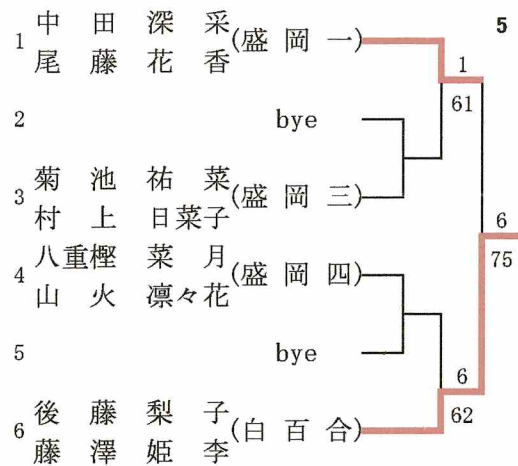 5
1 中田深采 (盛岡一)
尾藤花香
1
61
2 bye
3 菊池祐菜 (盛岡三)
村上日菜子
6
75
4 八重樫菜月 (盛岡四)
山火凛々花
5 bye
6
62
6 後藤梨子 (白百合)
藤澤姫李